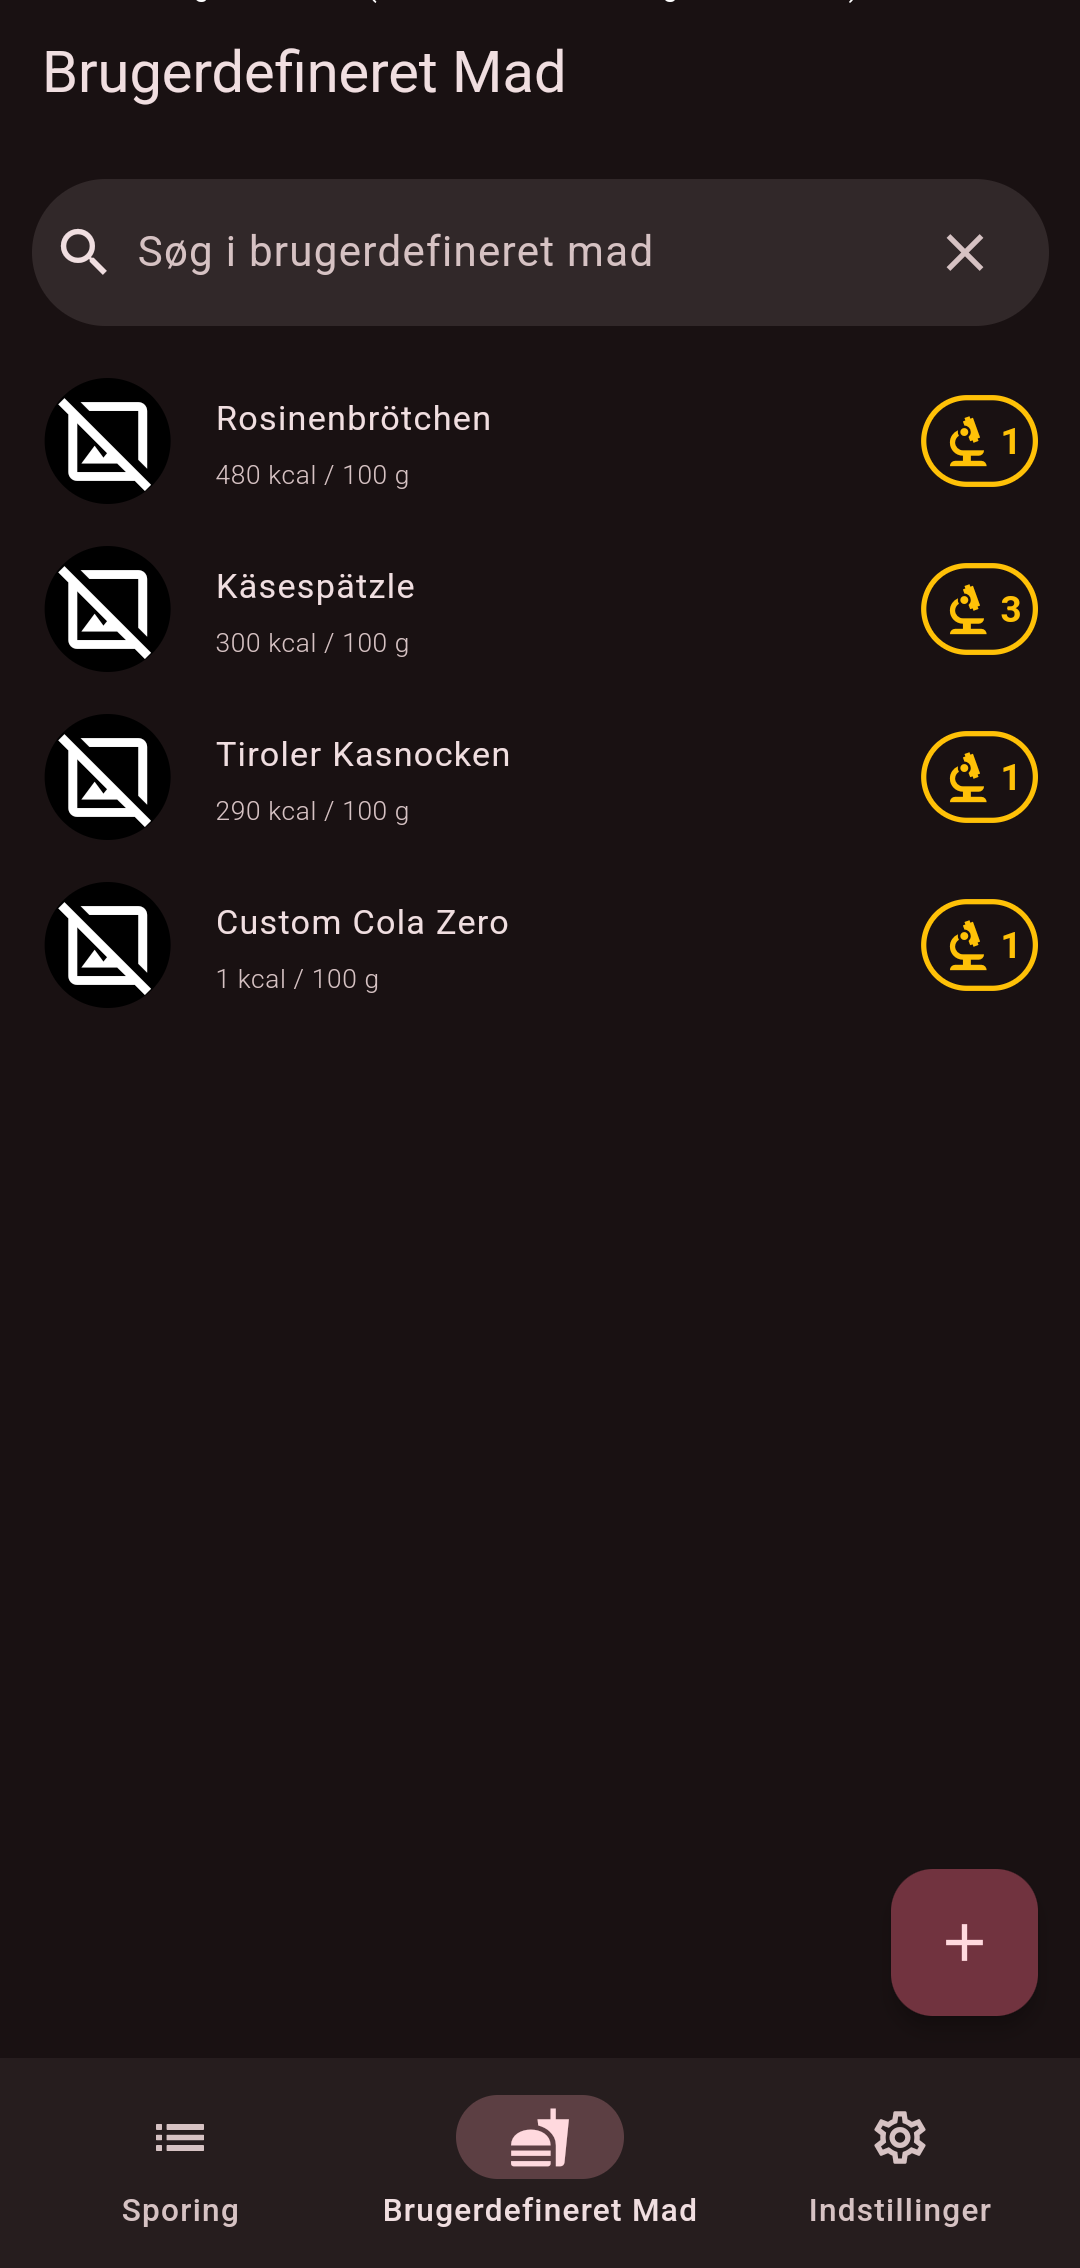 Brugerdefineret Mad
Søg i brugerdefineret mad
Rosinenbrötchen
480 kcal / 100 g
1
Käsespätzle
300 kcal / 100 g
3
Tiroler Kasnocken
290 kcal / 100 g
1
Custom Cola Zero
1 kcal / 100 g
1
Sporing
Brugerdefineret Mad
Indstillinger